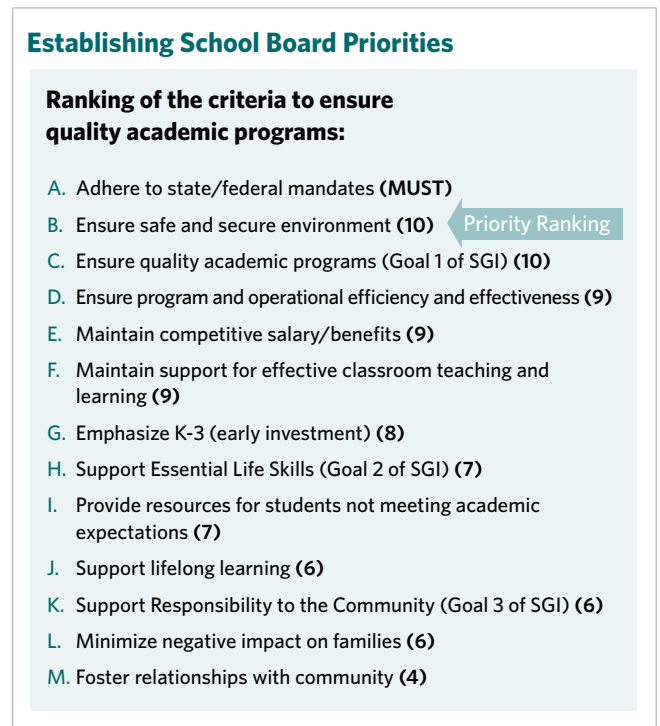 Establishing School Board Priorities
Ranking of the criteria to ensure
quality academic programs:
A. Adhere to state/federal mandates (MUST)
B. Ensure safe and secure environment (10)
Priority Ranking
C. Ensure quality academic programs (Goal 1 of SGI) (10)
D. Ensure program and operational efficiency and effectiveness (9)
E. Maintain competitive salary/benefits (9)
F. Maintain support for effective classroom teaching and
learning (9)
G. Emphasize K-3 (early investment) (8)
H. Support Essential Life Skills (Goal 2 of SGI) (7)
I. Provide resources for students not meeting academic
expectations (7)
J. Support lifelong learning (6)
K. Support Responsibility to the Community (Goal 3 of SGI) (6)
L. Minimize negative impact on families (6)
M. Foster relationships with community (4)